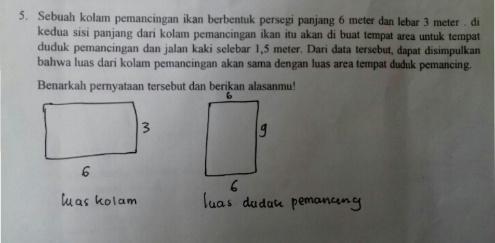 5. Sebuah kolam pemancingan ikan berbentuk persegi panjang 6 meter dan lebar 3 meter . di
kedua sisi panjang dari kolam pemancingan ikan itu akan di buat tempat area untuk tempat
duduk pemancingan dan jalan kaki selebar 1,5 meter. Dari data tersebut, dapat disimpulkan
bahwa luas dari kolam pemancingan akan sama dengan luas area tempat duduk pemancing.
Benarkah pernyataan tersebut dan berikan alasanmu!
6
3
9
6
6
luas kolam
luas duduk pemancing